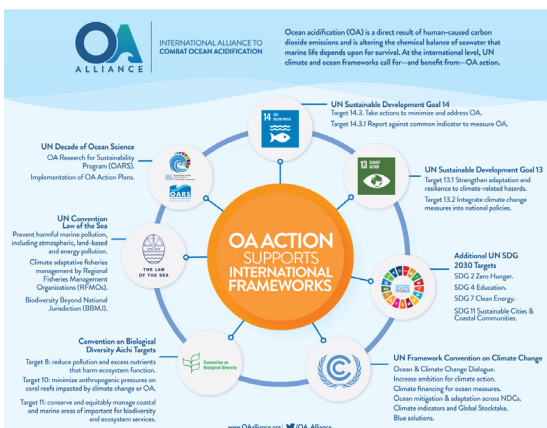 OA
ALLIANCE
INTERNATIONAL ALLIANCE TO
COMBAT OCEAN ACIDIFICATION
Ocean acidification (OA) is a direct result of human-caused carbon
dioxide emissions and is altering the chemical balance of seawater that
marine life depends upon for survival. At the international level, UN
climate and ocean frameworks call for—and benefit from—OA action.
14 LIFE BELOW WATER
UN Sustainable Development Goal 14
Target 14.3. Take actions to minimize and address OA.
Target 14.3.1 Report against common indicator to measure OA.
13 CLIMATE ACTION
UN Sustainable Development Goal 13
Target 13.1 Strengthen adaptation and
resilience to climate-related hazards.
Target 13.2 Integrate climate change
measures into national policies.
Additional UN SDG
2030 Targets
SDG 2 Zero Hunger.
SDG 4 Education.
SDG 7 Clean Energy.
SDG 11 Sustainable Cities &
Coastal Communities.
UN Framework Convention on Climate Change
Ocean & Climate Change Dialogue.
Increase ambition for climate action.
Climate financing for ocean measures.
Ocean mitigation & adaptation across NDCs.
Climate indicators and Global Stocktake.
Blue solutions.
Convention on Biological
Diversity Aichi Targets
Target 8: reduce pollution and excess nutrients
that harm ecosystem function.
Target 10: minimize anthropogenic pressures on
coral reefs impacted by climate change or OA.
Target 11: conserve and equitably manage coastal
and marine areas of important for biodiversity
and ecosystem services.
Convention on
Biological Diversity
UN Convention
Law of the Sea
Prevent harmful marine pollution,
including atmospheric, land-based
and energy pollution.
Climate adaptative fisheries
management by Regional
Fisheries Management
Organizations (RFMOs).
Biodiversity Beyond National
Jurisdiction (BBNJ).
THE LAW
OF THE SEA
UN Decade of Ocean Science
OA Research for Sustainability
Program (OARS).
Implementation of OA Action Plans.
OARS
OA ACTION
SUPPORTS
INTERNATIONAL
FRAMEWORKS
www.OAalliance.org | /OA_Alliance